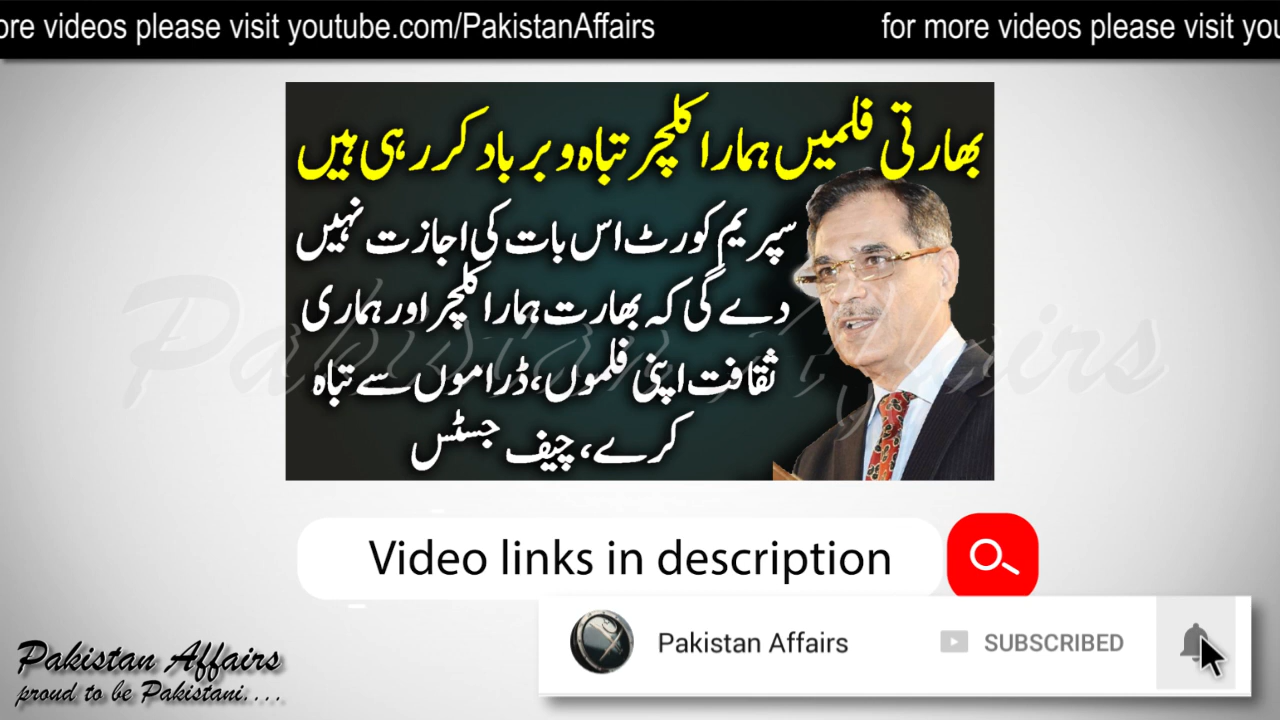 ore videos please visit youtube.com/PakistanAffairs
for more videos please visit you
بھارتی فلمیں ہمارا کلچر تباہ و برباد کر رہی ہیں
سپریم کورٹ اس بات کی اجازت نہیں
دے گی کہ بھارت ہمارا کلچر اور ہماری
ثقافت اپنی فلموں، ڈراموں سے تباہ
کرے، چیف جسٹس
Pakistan Affairs
Video links in description
Pakistan Affairs
SUBSCRIBED
Pakistan Affairs
proud to be Pakistani....